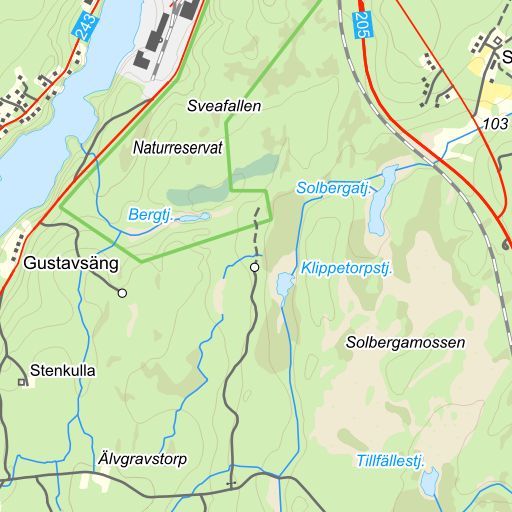 243
205
S
Sveafallen
103
Naturreservat
Solbergatj.
Bergtj.
Gustavsäng
Klippetorpstj.
Solbergamossen
Stenkulla
Älvgravstorp
Tillfällestj.